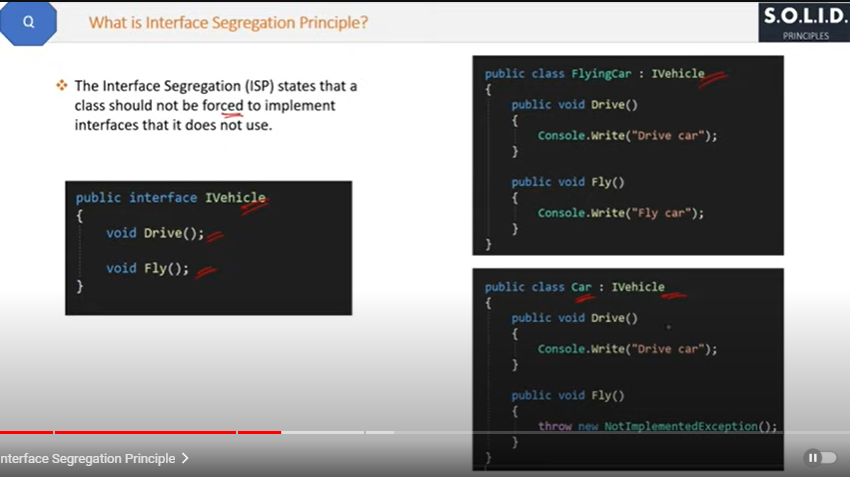 Q
What is Interface Segregation Principle?
S.O.L.I.D.
PRINCIPLES
❖ The Interface Segregation (ISP) states that a
class should not be forced to implement
interfaces that it does not use.
public interface IVehicle
{
void Drive();
void Fly();
}
public class FlyingCar : IVehicle
{
public void Drive()
{
Console.Write("Drive car");
}
public void Fly()
{
Console.Write("Fly car");
}
}
public class Car : IVehicle
{
public void Drive()
{
Console.Write("Drive car");
}
public void Fly()
{
throw new NotImplementedException();
}
}
nterface Segregation Principle